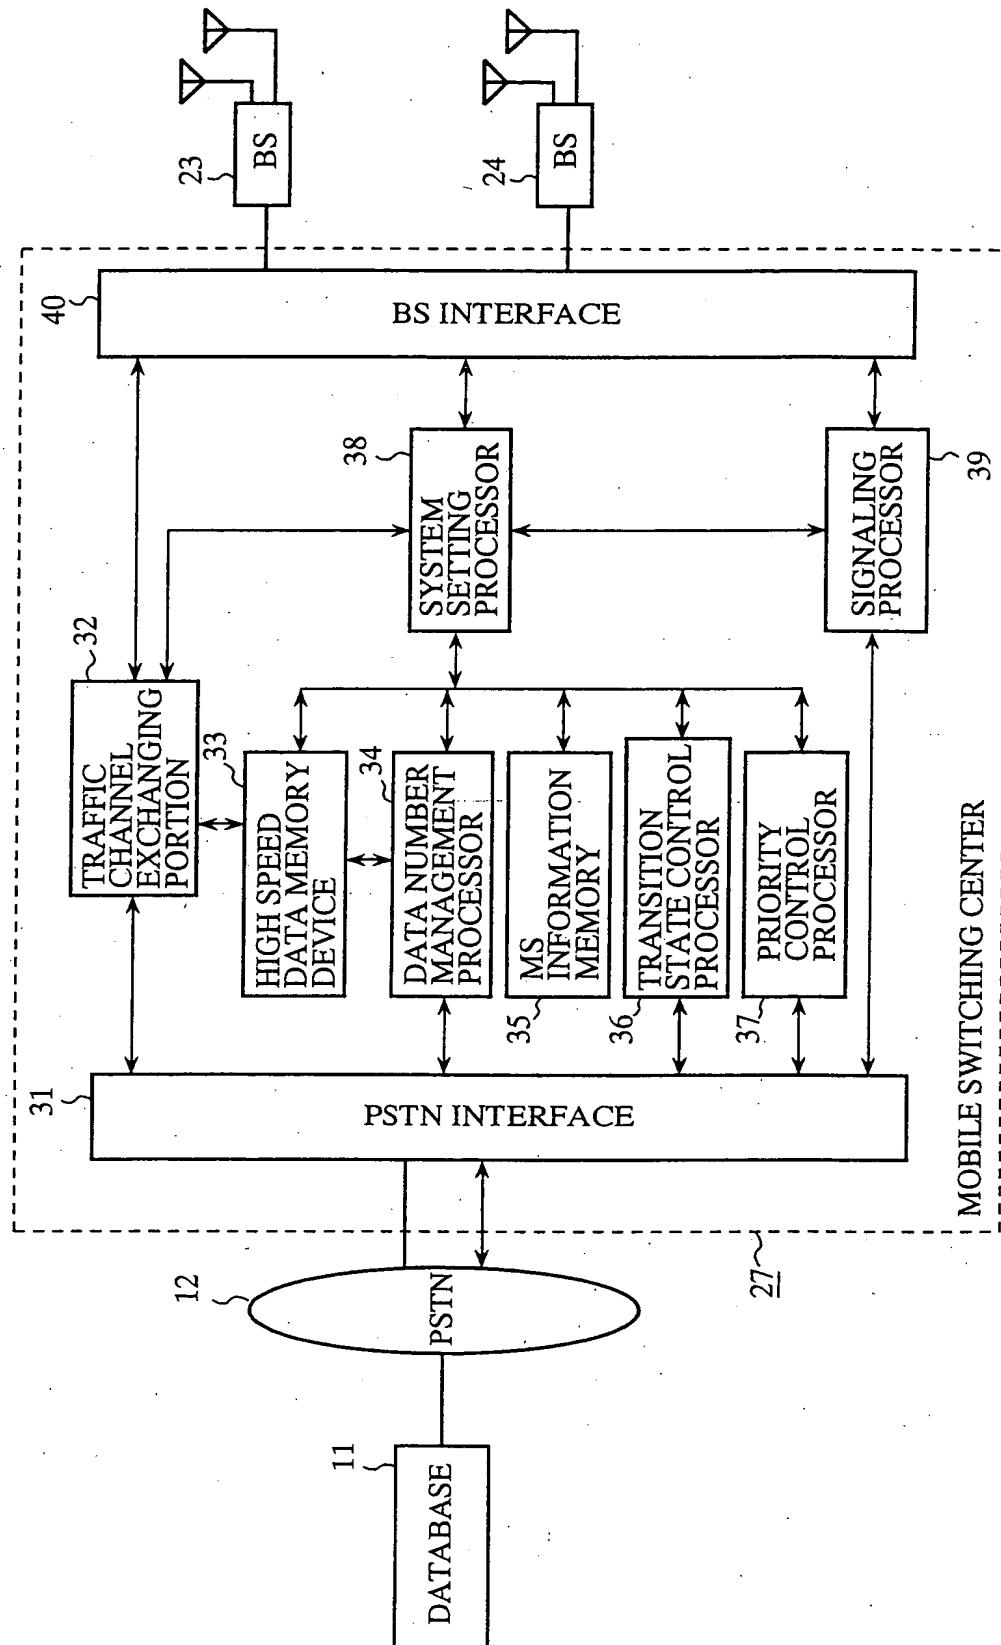 DATABASE
11
PSTN
12
27
MOBILE SWITCHING CENTER
PSTN INTERFACE
31
TRAFFIC
CHANNEL
EXCHANGING
PORTION
32
HIGH SPEED
DATA MEMORY
DEVICE
33
DATA NUMBER
MANAGEMENT
PROCESSOR
34
MS
INFORMATION
MEMORY
35
TRANSITION
STATE CONTROL
PROCESSOR
36
PRIORITY
CONTROL
PROCESSOR
37
SYSTEM
SETTING
PROCESSOR
38
SIGNALING
PROCESSOR
39
BS INTERFACE
40
BS
23
BS
24